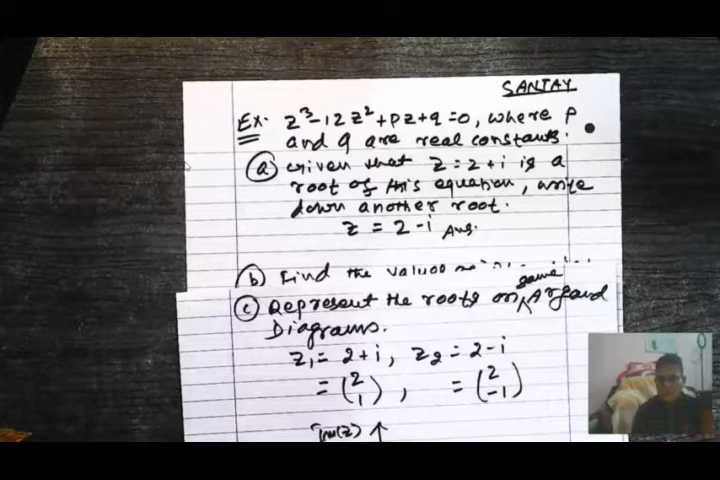 SANJAY
Ex. z³-12z²+pz+q=0, where p
and q are real constants.
(a) Given that z=2+i is a
root of this equation, write
down another root.
z = 2-i Ans.
(b) Find the
same
(c) Represent the roots on ^ Argand
Diagrams.
z₁= 2+i, z₂ = 2-i
= (2 1), = (2 -1)
Im(z) ↑